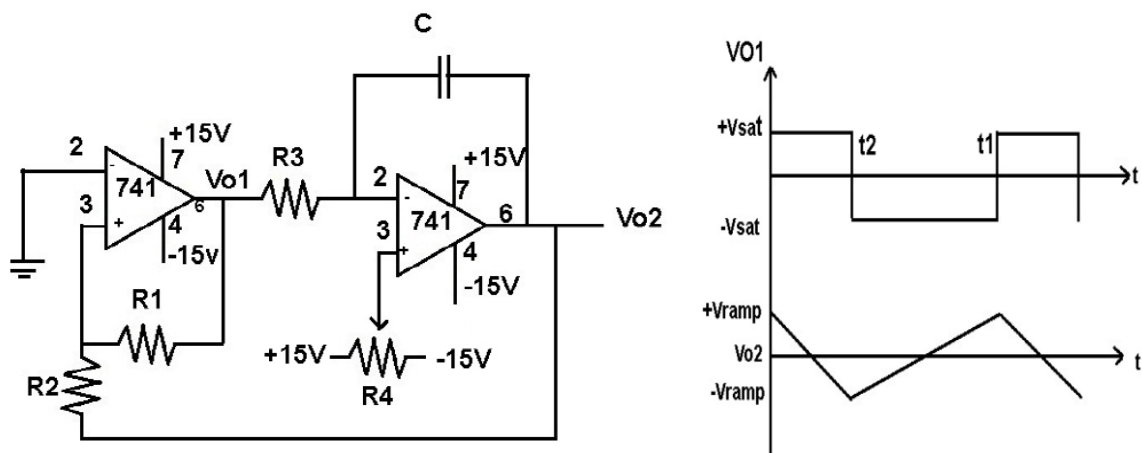 C
VO1
+15V
2
7
-
741
Vo1
6
3
+
4
-15v
R3
+15V
2
7
-
741
6
Vo2
3
+
4
-15V
R1
R2
+15V
-15V
R4
+Vsat
t2
t1
t
-Vsat
+Vramp
Vo2
t
-Vramp